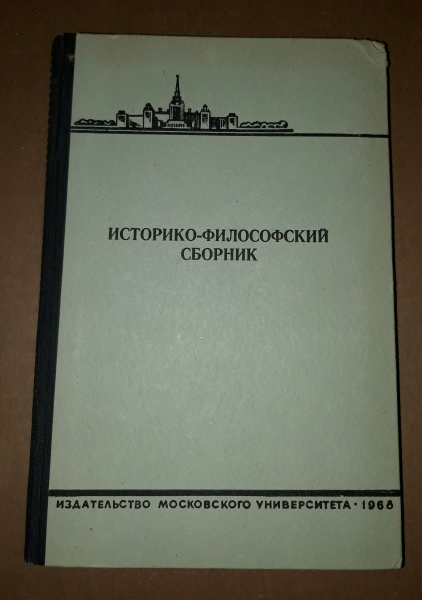 ИСТОРИКО-ФИЛОСОФСКИЙ
СБОРНИК
ИЗДАТЕЛЬСТВО МОСКОВСКОГО УНИВЕРСИТЕТА · 1968